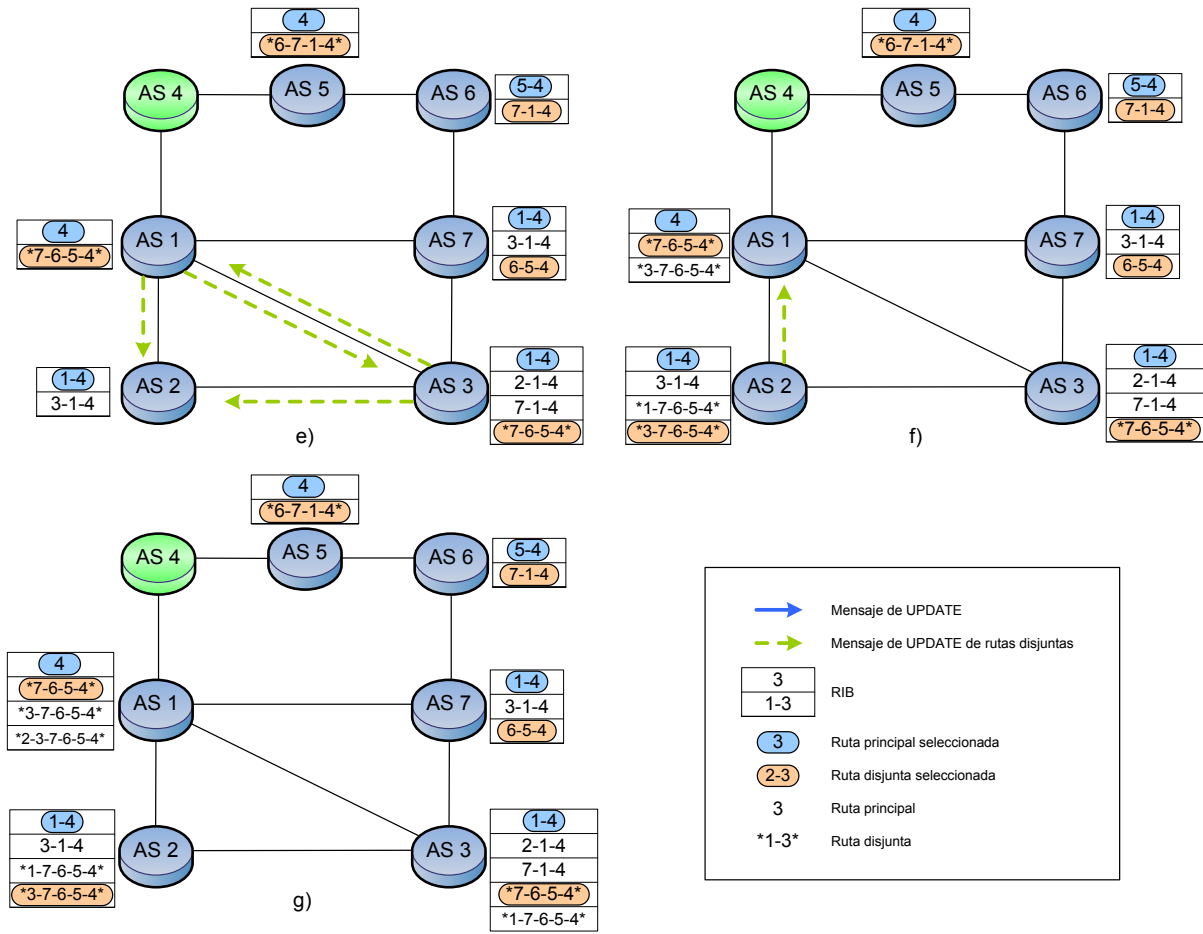 4
*6-7-1-4*
AS 4
AS 5
AS 6
5-4
7-1-4
4
*7-6-5-4*
AS 1
AS 7
1-4
3-1-4
6-5-4
1-4
3-1-4
AS 2
AS 3
1-4
2-1-4
7-1-4
*7-6-5-4*
e)
4
*6-7-1-4*
AS 4
AS 5
AS 6
5-4
7-1-4
4
*7-6-5-4*
*3-7-6-5-4*
AS 1
AS 7
1-4
3-1-4
6-5-4
1-4
3-1-4
*1-7-6-5-4*
*3-7-6-5-4*
AS 2
AS 3
1-4
2-1-4
7-1-4
*7-6-5-4*
f)
4
*6-7-1-4*
AS 4
AS 5
AS 6
5-4
7-1-4
4
*7-6-5-4*
*3-7-6-5-4*
*2-3-7-6-5-4*
AS 1
AS 7
1-4
3-1-4
6-5-4
1-4
3-1-4
*1-7-6-5-4*
*3-7-6-5-4*
AS 2
AS 3
1-4
2-1-4
7-1-4
*7-6-5-4*
*1-7-6-5-4*
g)
Mensaje de UPDATE
Mensaje de UPDATE de rutas disjuntas
3
1-3
RIB
3 Ruta principal seleccionada
2-3 Ruta disjunta seleccionada
3 Ruta principal
*1-3* Ruta disjunta